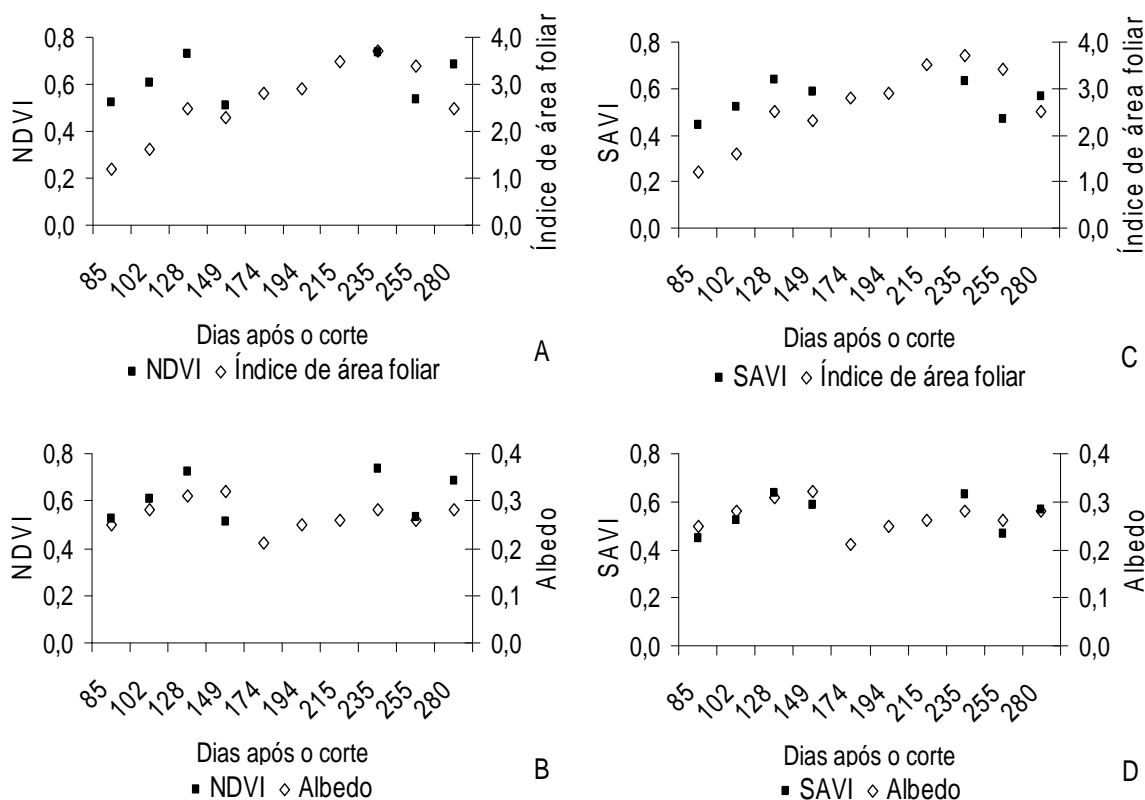 NDVI
0,8
0,6
0,4
0,2
0,0
4,0
3,0
2,0
1,0
0,0
Índice de área foliar
85 102 128 149 174 194 215 235 255 280
Dias após o corte
NDVI Índice de área foliar
A
SAVI
0,8
0,6
0,4
0,2
0,0
4,0
3,0
2,0
1,0
0,0
Índice de área foliar
85 102 128 149 174 194 215 235 255 280
Dias após o corte
SAVI Índice de área foliar
C
NDVI
0,8
0,6
0,4
0,2
0,0
0,4
0,3
0,2
0,1
0,0
Albedo
85 102 128 149 174 194 215 235 255 280
Dias após o corte
NDVI Albedo
B
SAVI
0,8
0,6
0,4
0,2
0,0
0,4
0,3
0,2
0,1
0,0
Albedo
85 102 128 149 174 194 215 235 255 280
Dias após o corte
SAVI Albedo
D